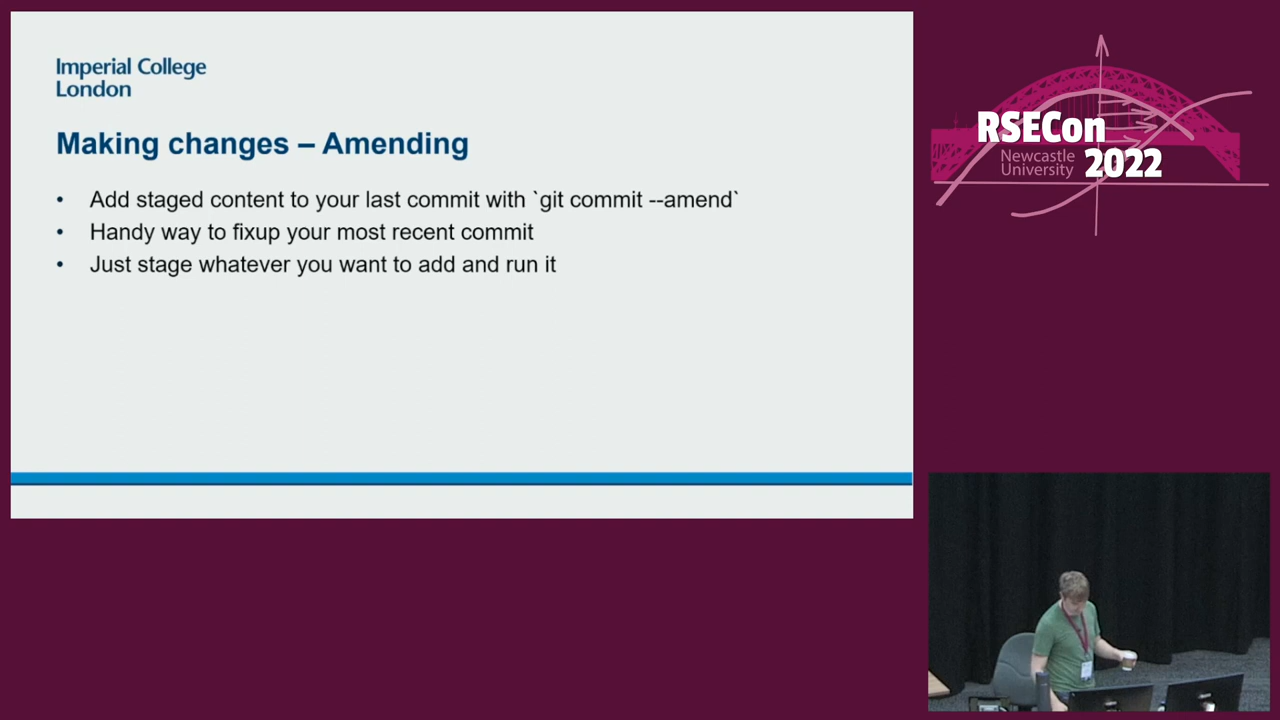 Imperial College
London
Making changes – Amending
• Add staged content to your last commit with `git commit --amend`
• Handy way to fixup your most recent commit
• Just stage whatever you want to add and run it
RSECon
Newcastle
University
2022